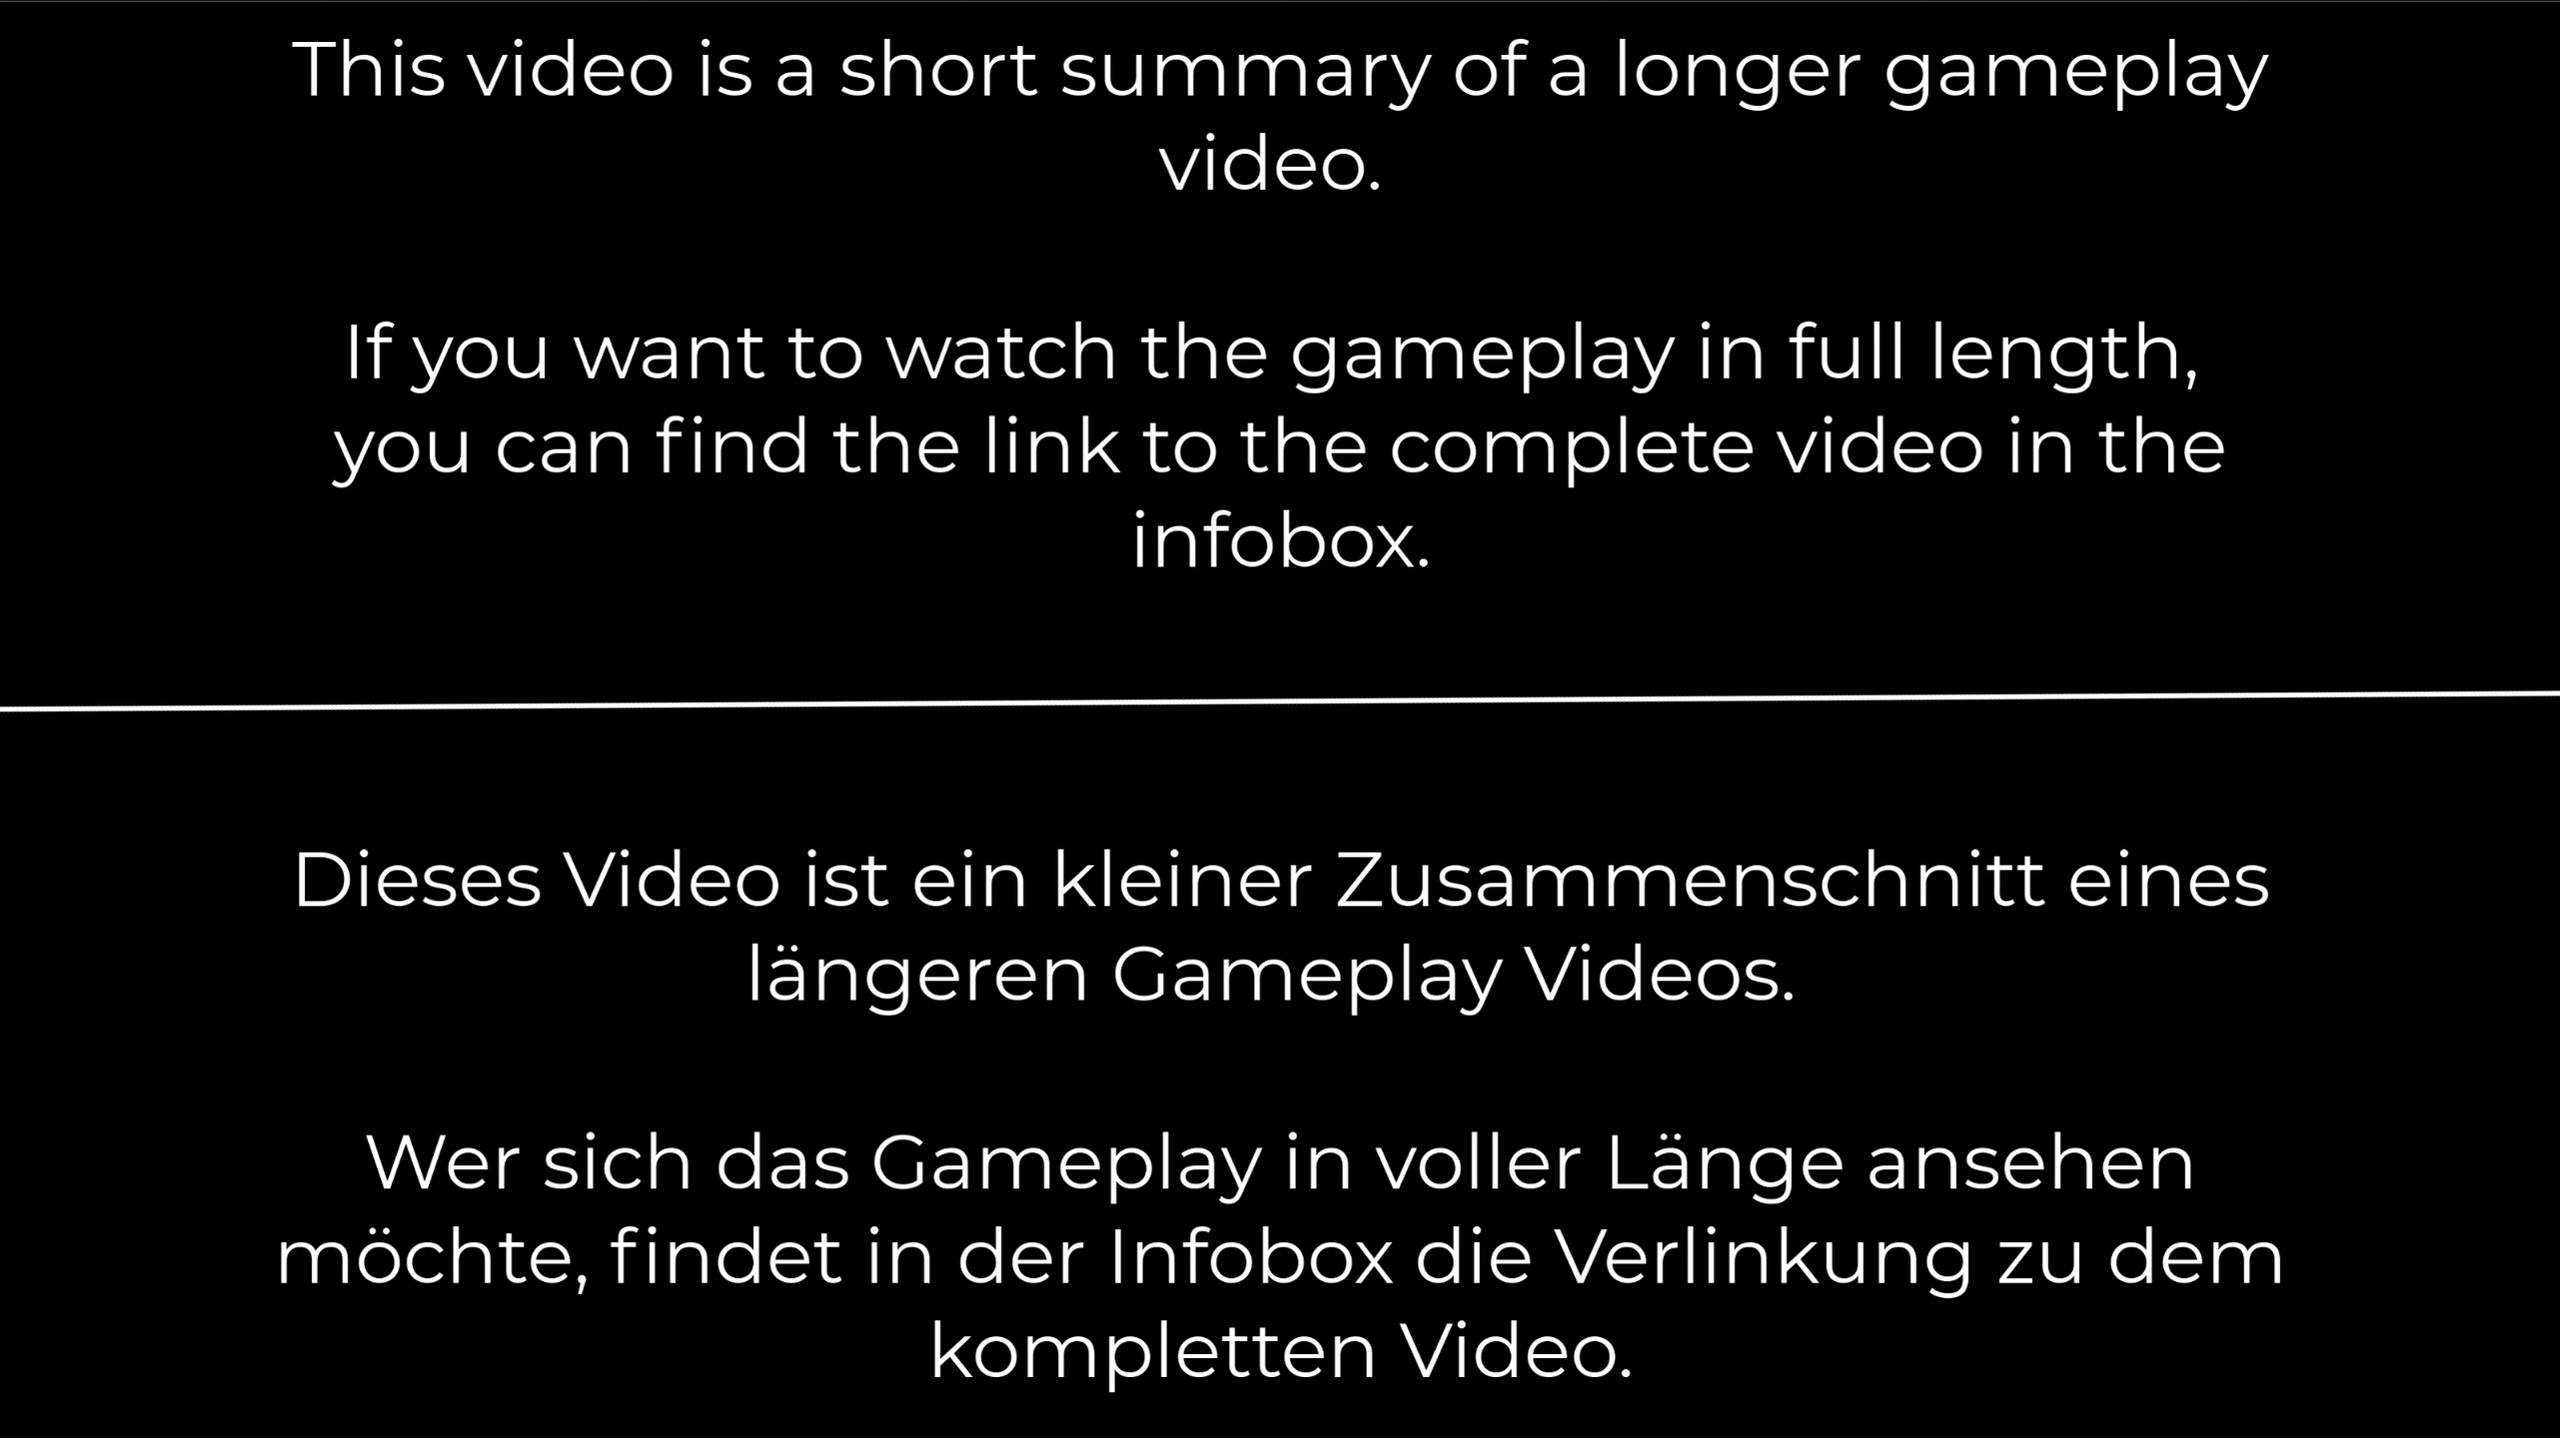 This video is a short summary of a longer gameplay
video.
If you want to watch the gameplay in full length,
you can find the link to the complete video in the
infobox.
Dieses Video ist ein kleiner Zusammenschnitt eines
längeren Gameplay Videos.
Wer sich das Gameplay in voller Länge ansehen
möchte, findet in der Infobox die Verlinkung zu dem
kompletten Video.